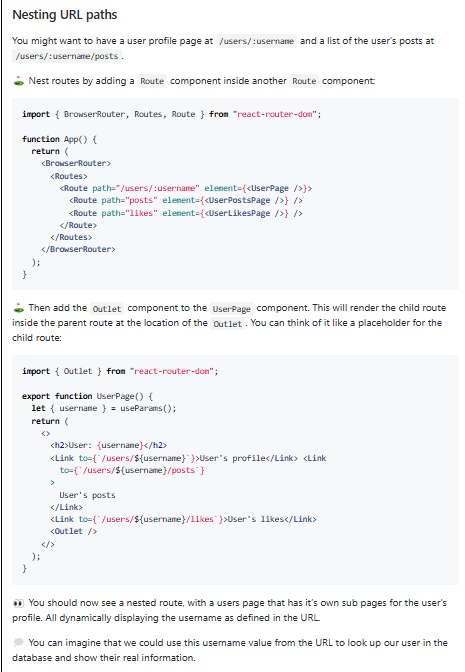 Nesting URL paths
You might want to have a user profile page at /users/:username and a list of the user's posts at
/users/:username/posts.
Nest routes by adding a Route component inside another Route component:
import { BrowserRouter, Routes, Route } from "react-router-dom";
function App() {
  return (
    <BrowserRouter>
      <Routes>
        <Route path="/users/:username" element={<UserPage />}>
          <Route path="posts" element={<UserPostsPage />} />
          <Route path="likes" element={<UserLikesPage />} />
        </Route>
      </Routes>
    </BrowserRouter>
  );
}
Then add the Outlet component to the UserPage component. This will render the child route
inside the parent route at the location of the Outlet. You can think of it like a placeholder for the
child route:
import { Outlet } from "react-router-dom";
export function UserPage() {
  let { username } = useParams();
  return (
    <>
      <h2>User: {username}</h2>
      <Link to={`/users/${username}`}>User's profile</Link> <Link
        to={`/users/${username}/posts`}
      >
        User's posts
      </Link>
      <Link to={`/users/${username}/likes`}>User's likes</Link>
      <Outlet />
    </>
  );
}
You should now see a nested route, with a users page that has it's own sub pages for the user's
profile. All dynamically displaying the username as defined in the URL.
You can imagine that we could use this username value from the URL to look up our user in the
database and show their real information.